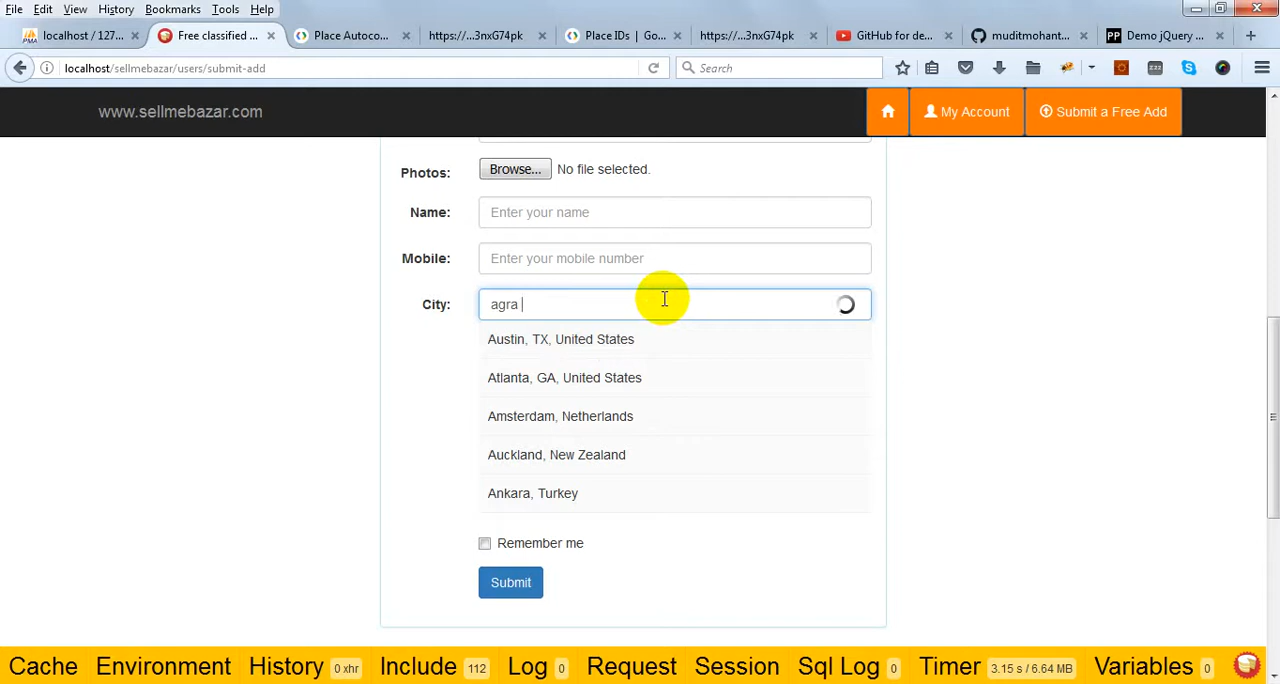 File Edit View History Bookmarks Tools Help
localhost / 127... × Free classified ... × Place Autoco... × https://...3nxG74pk × Place IDs | Go... × https://...3nxG74pk × GitHub for de... × muditmohant... × PP Demo jQuery ... ×
localhost/sellmebazar/users/submit-add Search
www.sellmebazar.com My Account Submit a Free Add
Photos: Browse... No file selected.
Name: Enter your name
Mobile: Enter your mobile number
City: agra
Austin, TX, United States
Atlanta, GA, United States
Amsterdam, Netherlands
Auckland, New Zealand
Ankara, Turkey
Remember me
Submit
Cache Environment History 0 xhr Include 112 Log 0 Request Session Sql Log 0 Timer 3.15 s / 6.64 MB Variables 0